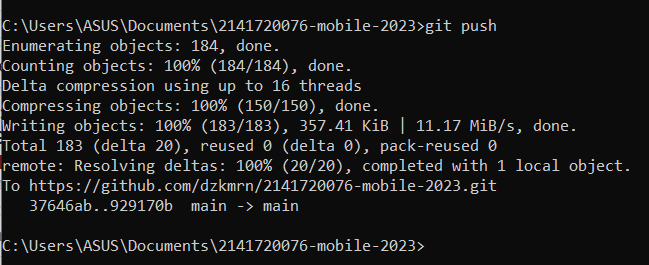 C:\Users\ASUS\Documents\2141720076-mobile-2023>git push
Enumerating objects: 184, done.
Counting objects: 100% (184/184), done.
Delta compression using up to 16 threads
Compressing objects: 100% (150/150), done.
Writing objects: 100% (183/183), 357.41 KiB | 11.17 MiB/s, done.
Total 183 (delta 20), reused 0 (delta 0), pack-reused 0
remote: Resolving deltas: 100% (20/20), completed with 1 local object.
To https://github.com/dzkmrn/2141720076-mobile-2023.git
   37646ab..929170b  main -> main
C:\Users\ASUS\Documents\2141720076-mobile-2023>